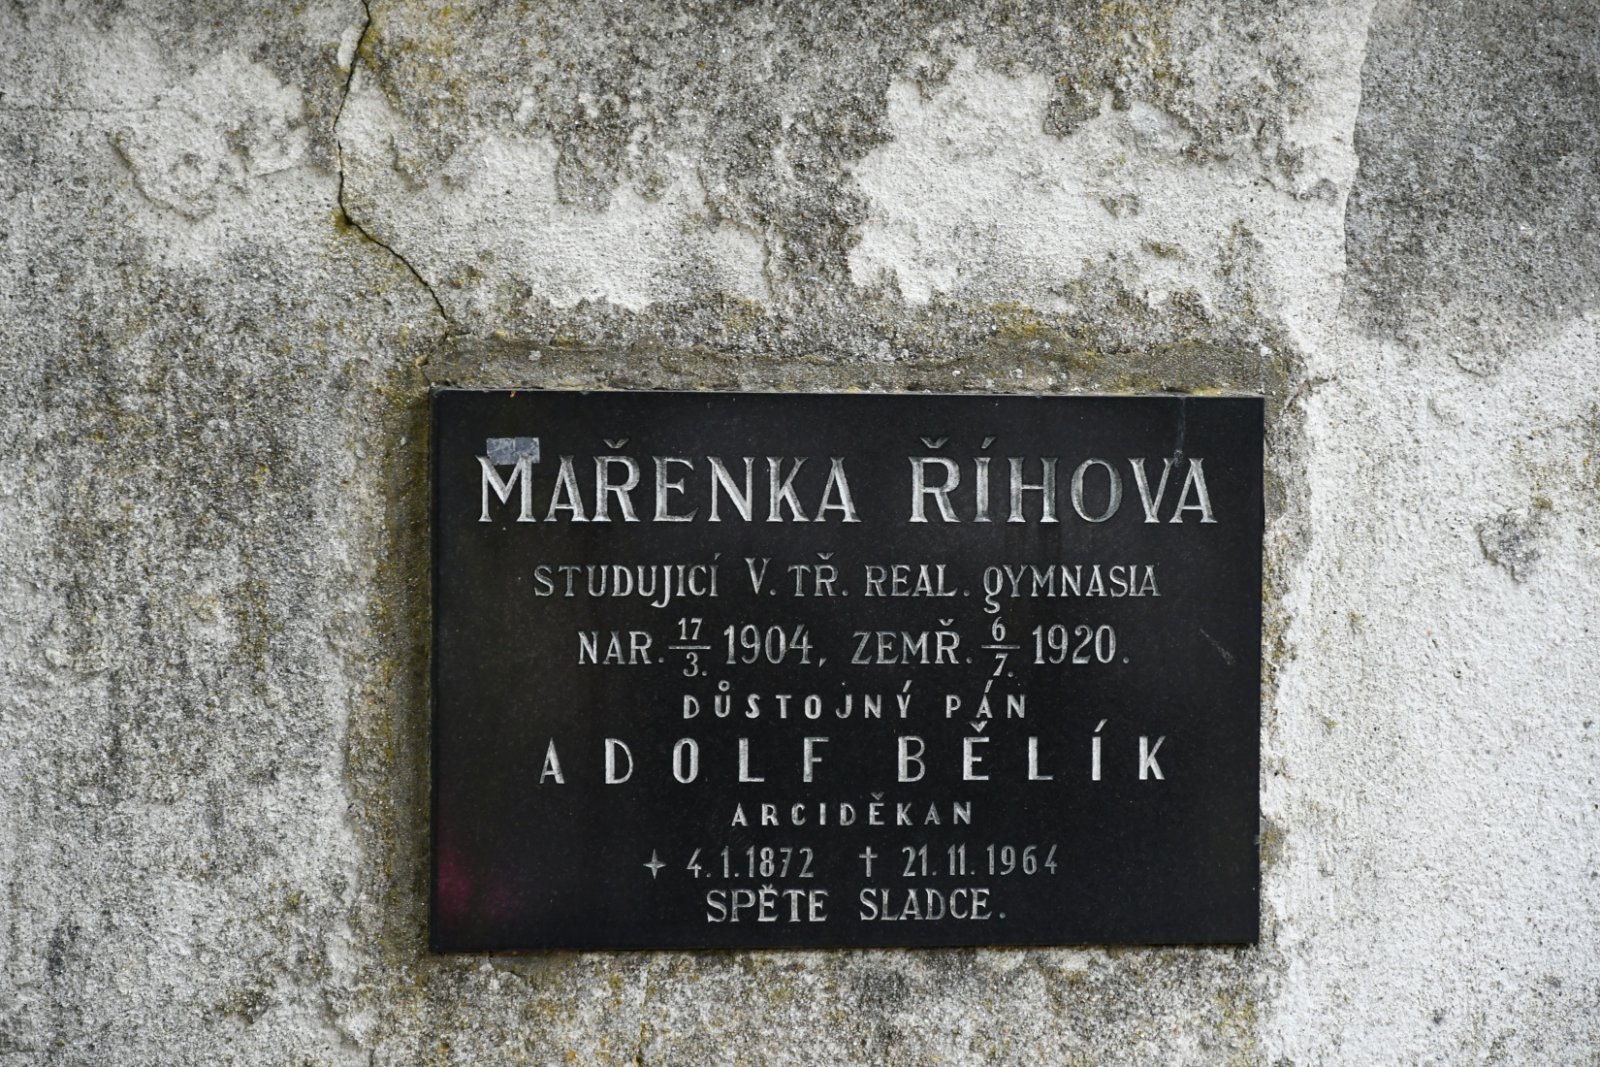 MAŘENKA ŘÍHOVA
STUDUJICÍ V. TŘ. REAL. GYMNASIA
NAR. 17/3. 1904, ZEMŘ. 6/7. 1920.
DŮSTOJNÝ PÁN
ADOLF BĚLÍK
ARCIDĚKAN
✦ 4.1.1872 † 21.11.1964
SPĚTE SLADCE.